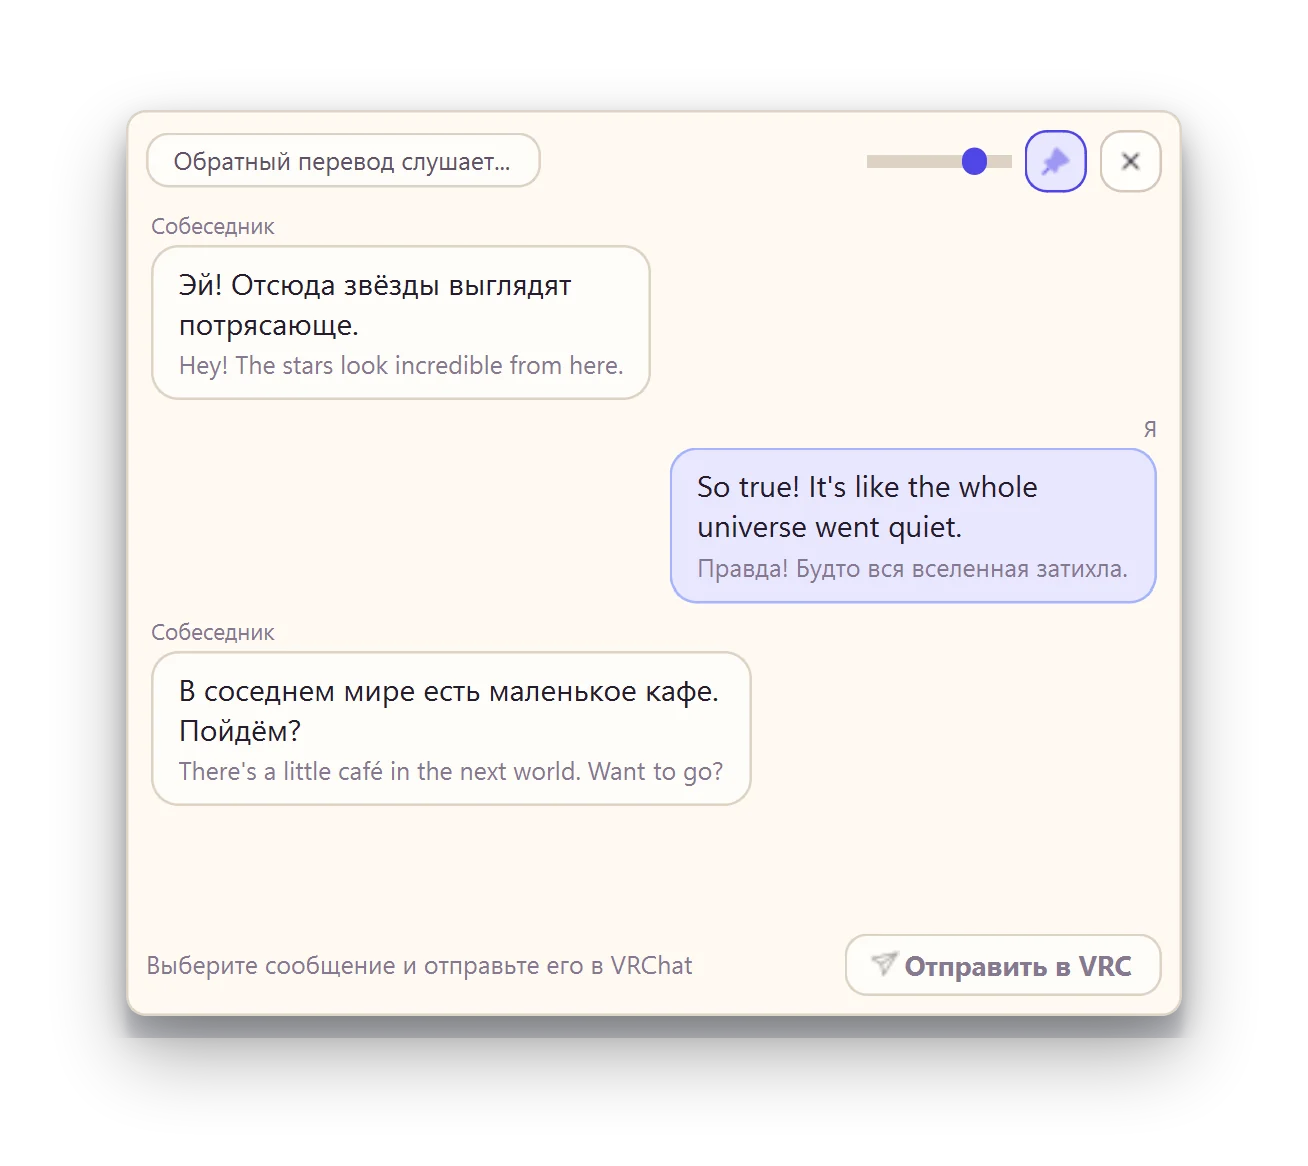 Обратный перевод слушает...
Собеседник
Эй! Отсюда звёзды выглядят
потрясающе.
Hey! The stars look incredible from here.
Я
So true! It's like the whole
universe went quiet.
Правда! Будто вся вселенная затихла.
Собеседник
В соседнем мире есть маленькое кафе.
Пойдём?
There's a little café in the next world. Want to go?
Выберите сообщение и отправьте его в VRChat
Отправить в VRC